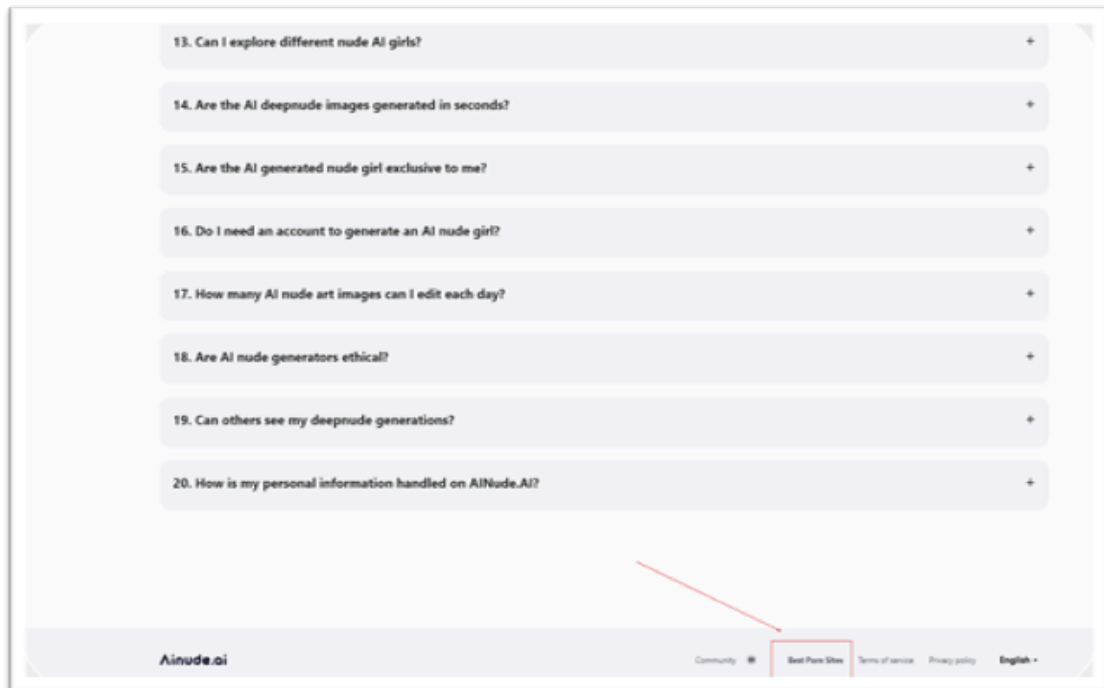 13. Can I explore different nude AI girls?
14. Are the AI deepnude images generated in seconds?
15. Are the AI generated nude girl exclusive to me?
16. Do I need an account to generate an AI nude girl?
17. How many AI nude art images can I edit each day?
18. Are AI nude generators ethical?
19. Can others see my deepnude generations?
20. How is my personal information handled on AINude.AI?
Ainude.ai Community Best Porn Sites Terms of service Privacy policy English